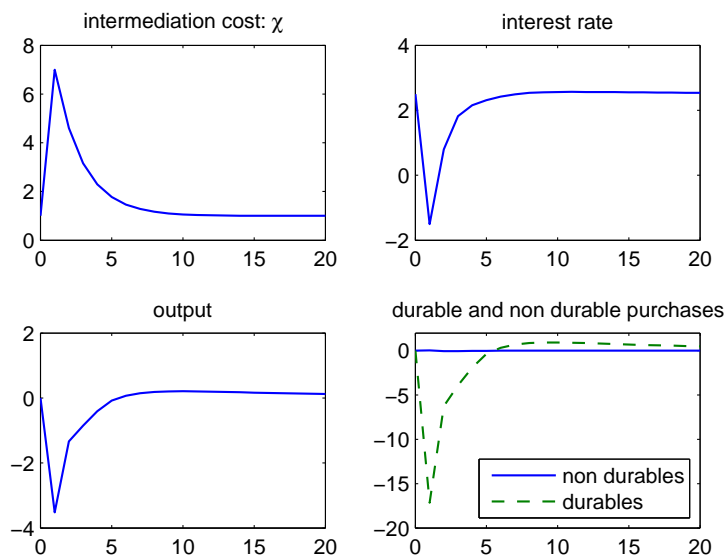 intermediation cost: χ
8
6
4
2
0
0 5 10 15 20
interest rate
4
2
0
−2
0 5 10 15 20
output
2
0
−2
−4
0 5 10 15 20
durable and non durable purchases
0
−5
−10
−15
−20
0 5 10 15 20
non durables
durables